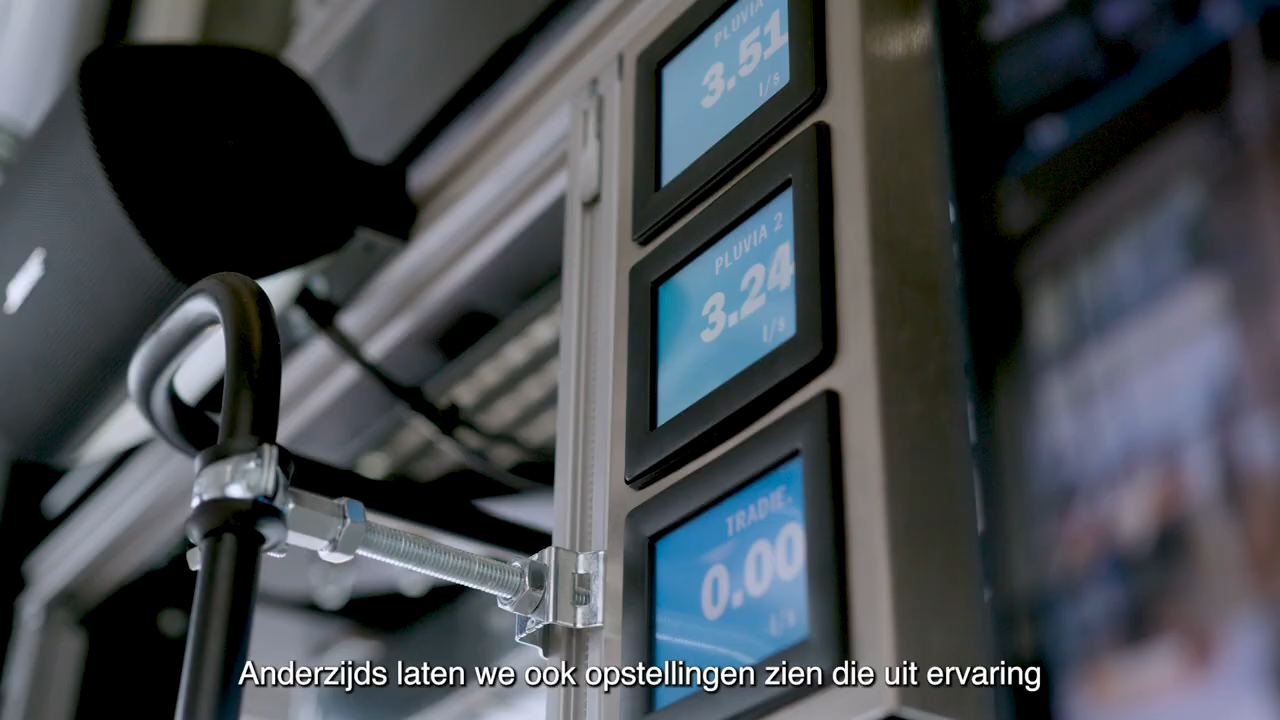 PLUVIA
3.51
l/s
PLUVIA 2
3.24
l/s
TRADIE.
0.00
l/s
Anderzijds laten we ook opstellingen zien die uit ervaring